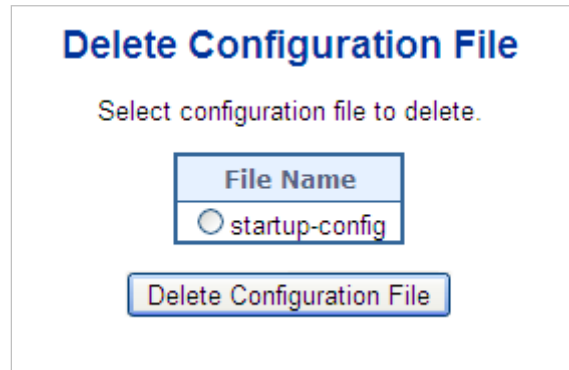 Delete Configuration File
Select configuration file to delete.
File Name
startup-config
Delete Configuration File